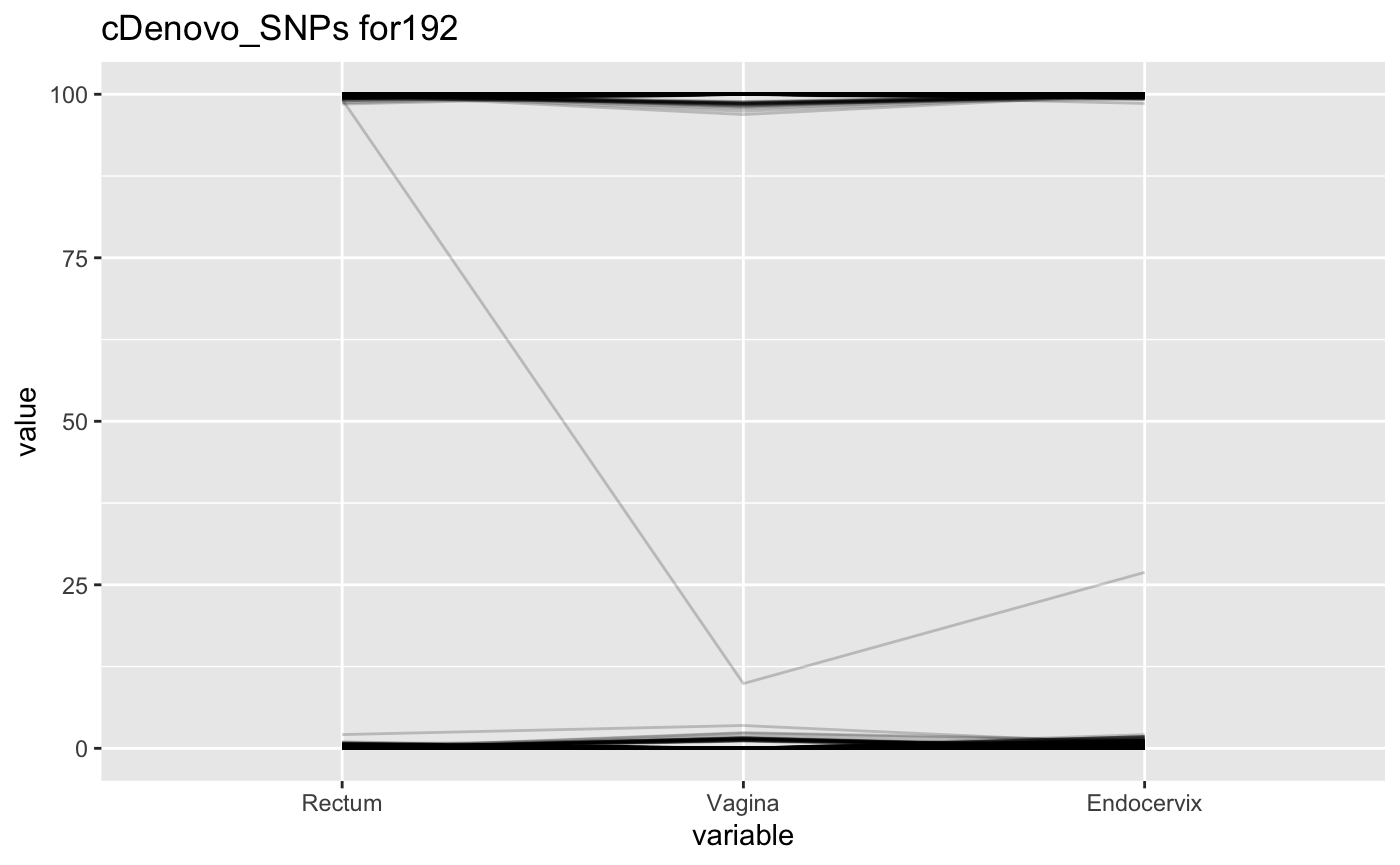 cDenovo_SNPs for192
100
75
50
25
0
value
Rectum
Vagina
Endocervix
variable